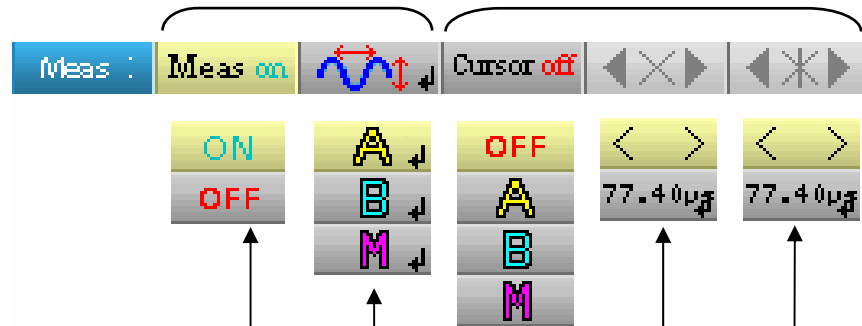 Meas : Meas on Cursor off
ON A OFF < > < >
OFF B A 77.40µs 77.40µs
M B
M